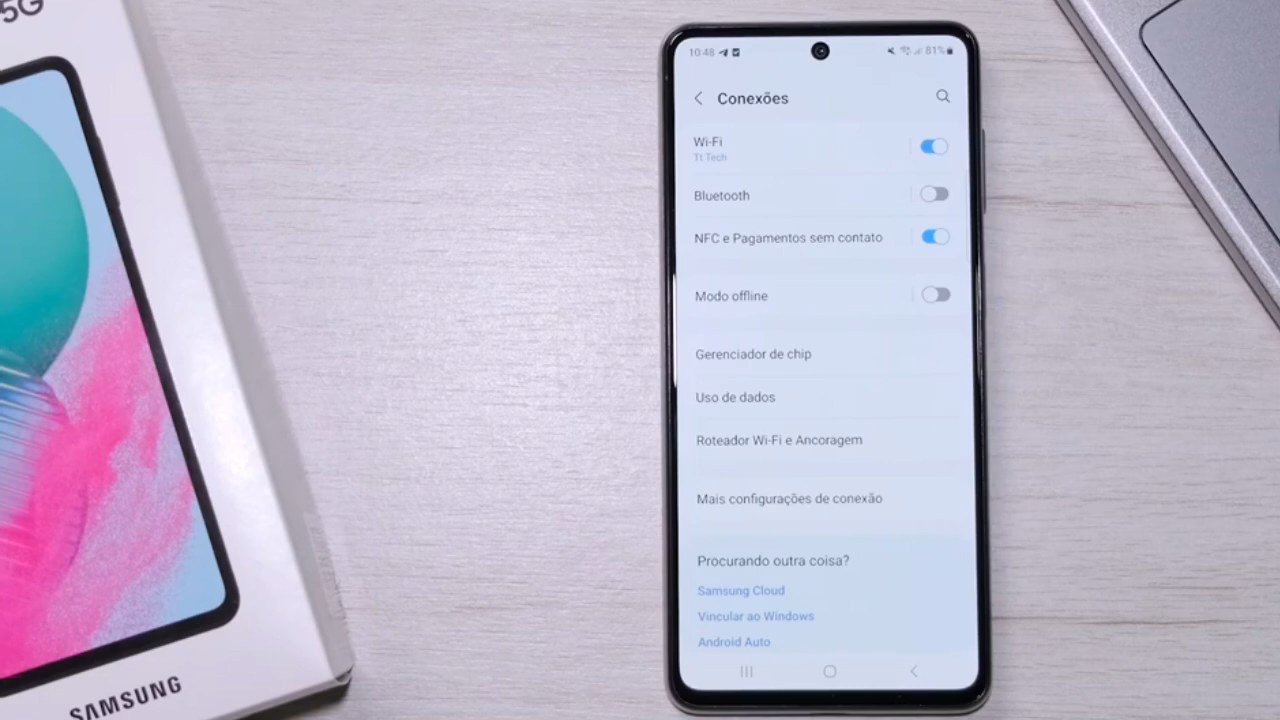 5G
SAMSUNG
10:48
81%
Conexões
Wi-Fi
Tt Tech
Bluetooth
NFC e Pagamentos sem contato
Modo offline
Gerenciador de chip
Uso de dados
Roteador Wi-Fi e Ancoragem
Mais configurações de conexão
Procurando outra coisa?
Samsung Cloud
Vincular ao Windows
Android Auto